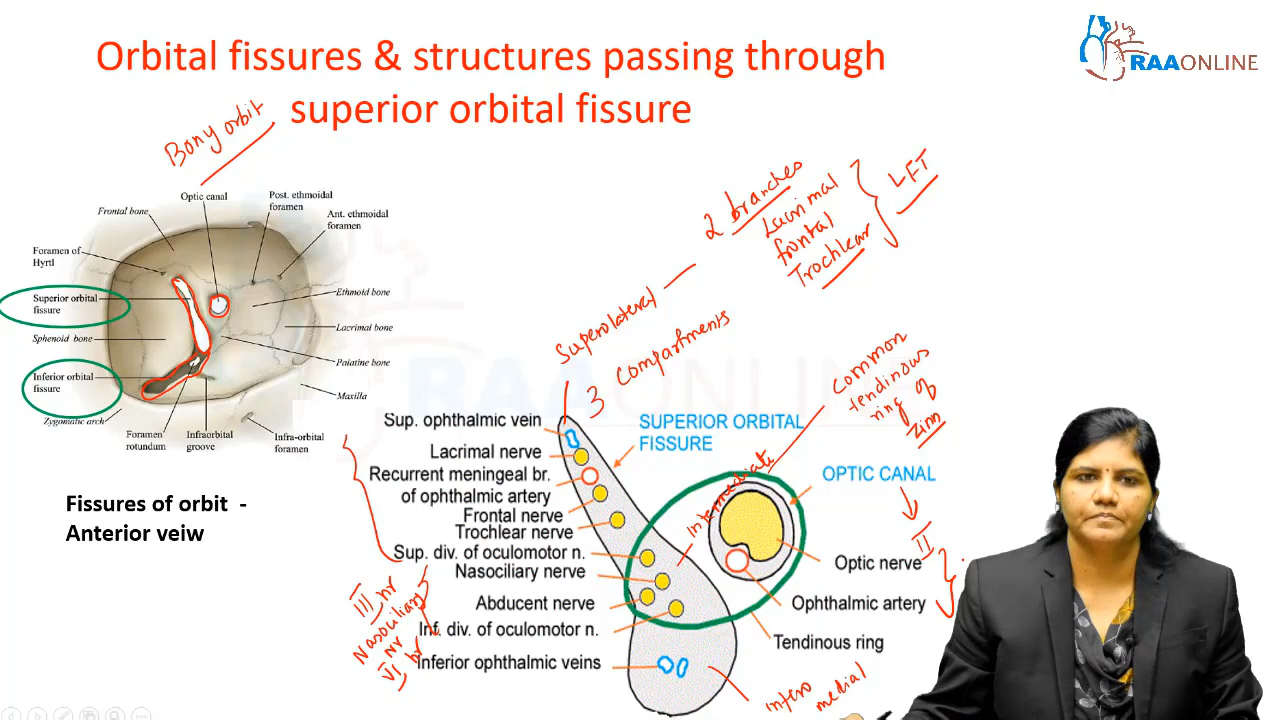 Orbital fissures & structures passing through
superior orbital fissure
RAAONLINE
Bony orbit
Optic canal
Post. ethmoidal
foramen
Frontal bone
Ant. ethmoidal
foramen
Foramen of
Hyrtl
Superior orbital
fissure
Ethmoid bone
Lacrimal bone
Sphenoid bone
Palatine bone
Inferior orbital
fissure
Maxilla
Zygomatic arch
Foramen
rotundum
Infraorbital
groove
Infra-orbital
foramen
Fissures of orbit -
Anterior veiw
2 branches
Lacrimal
frontal
Trochlear
LFT
Superolateral
3 compartments
Common
tendinous
ring of
Zinn
Intermediate
Sup. ophthalmic vein
Lacrimal nerve
Recurrent meningeal br.
of ophthalmic artery
Frontal nerve
Trochlear nerve
Sup. div. of oculomotor n.
Nasociliary nerve
Abducent nerve
Inf. div. of oculomotor n.
Inferior ophthalmic veins
SUPERIOR ORBITAL
FISSURE
OPTIC CANAL
II
Optic nerve
Ophthalmic artery
Tendinous ring
III nr
Nasociliary
nr
VI nr
Infero
medial
RAAONLINE